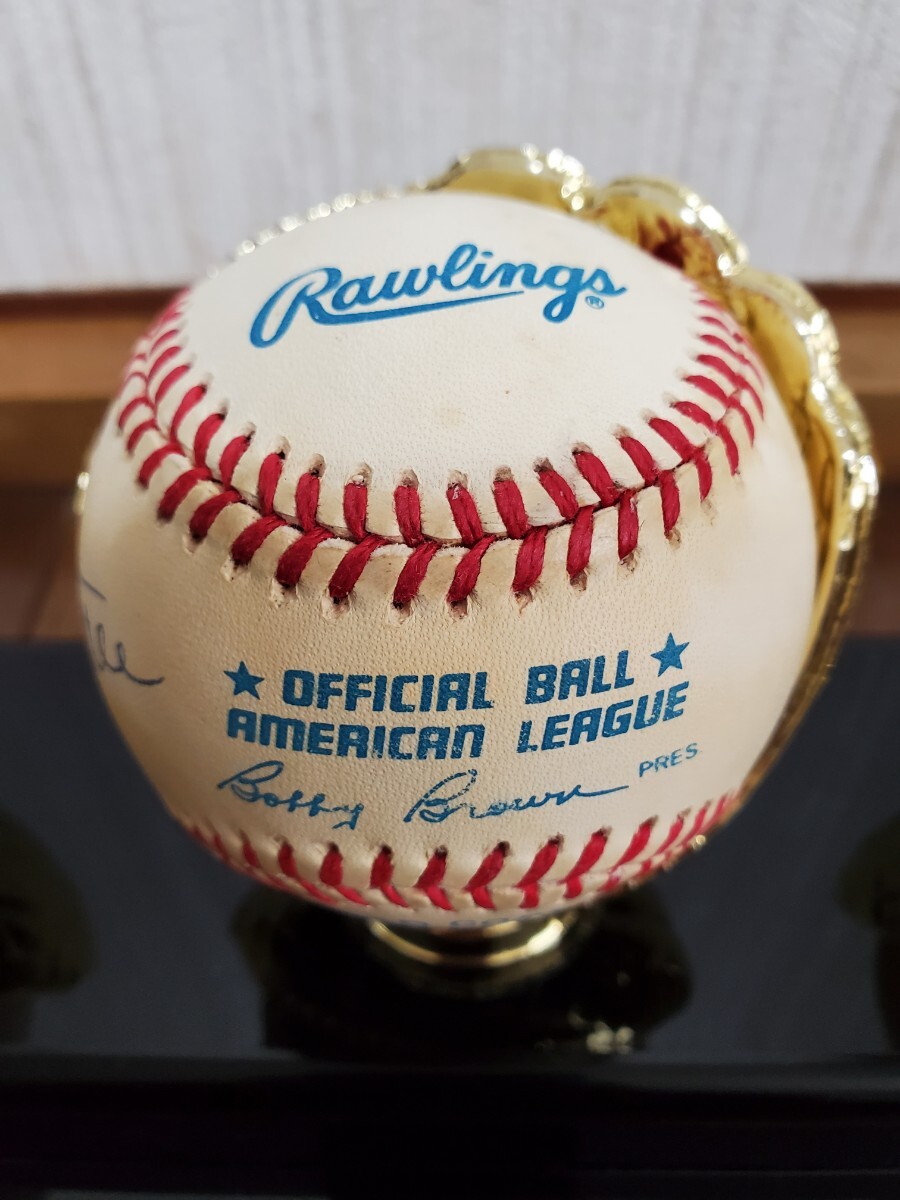 Rawlings®
★ OFFICIAL BALL ★
AMERICAN LEAGUE
Bobby Brown PRES.